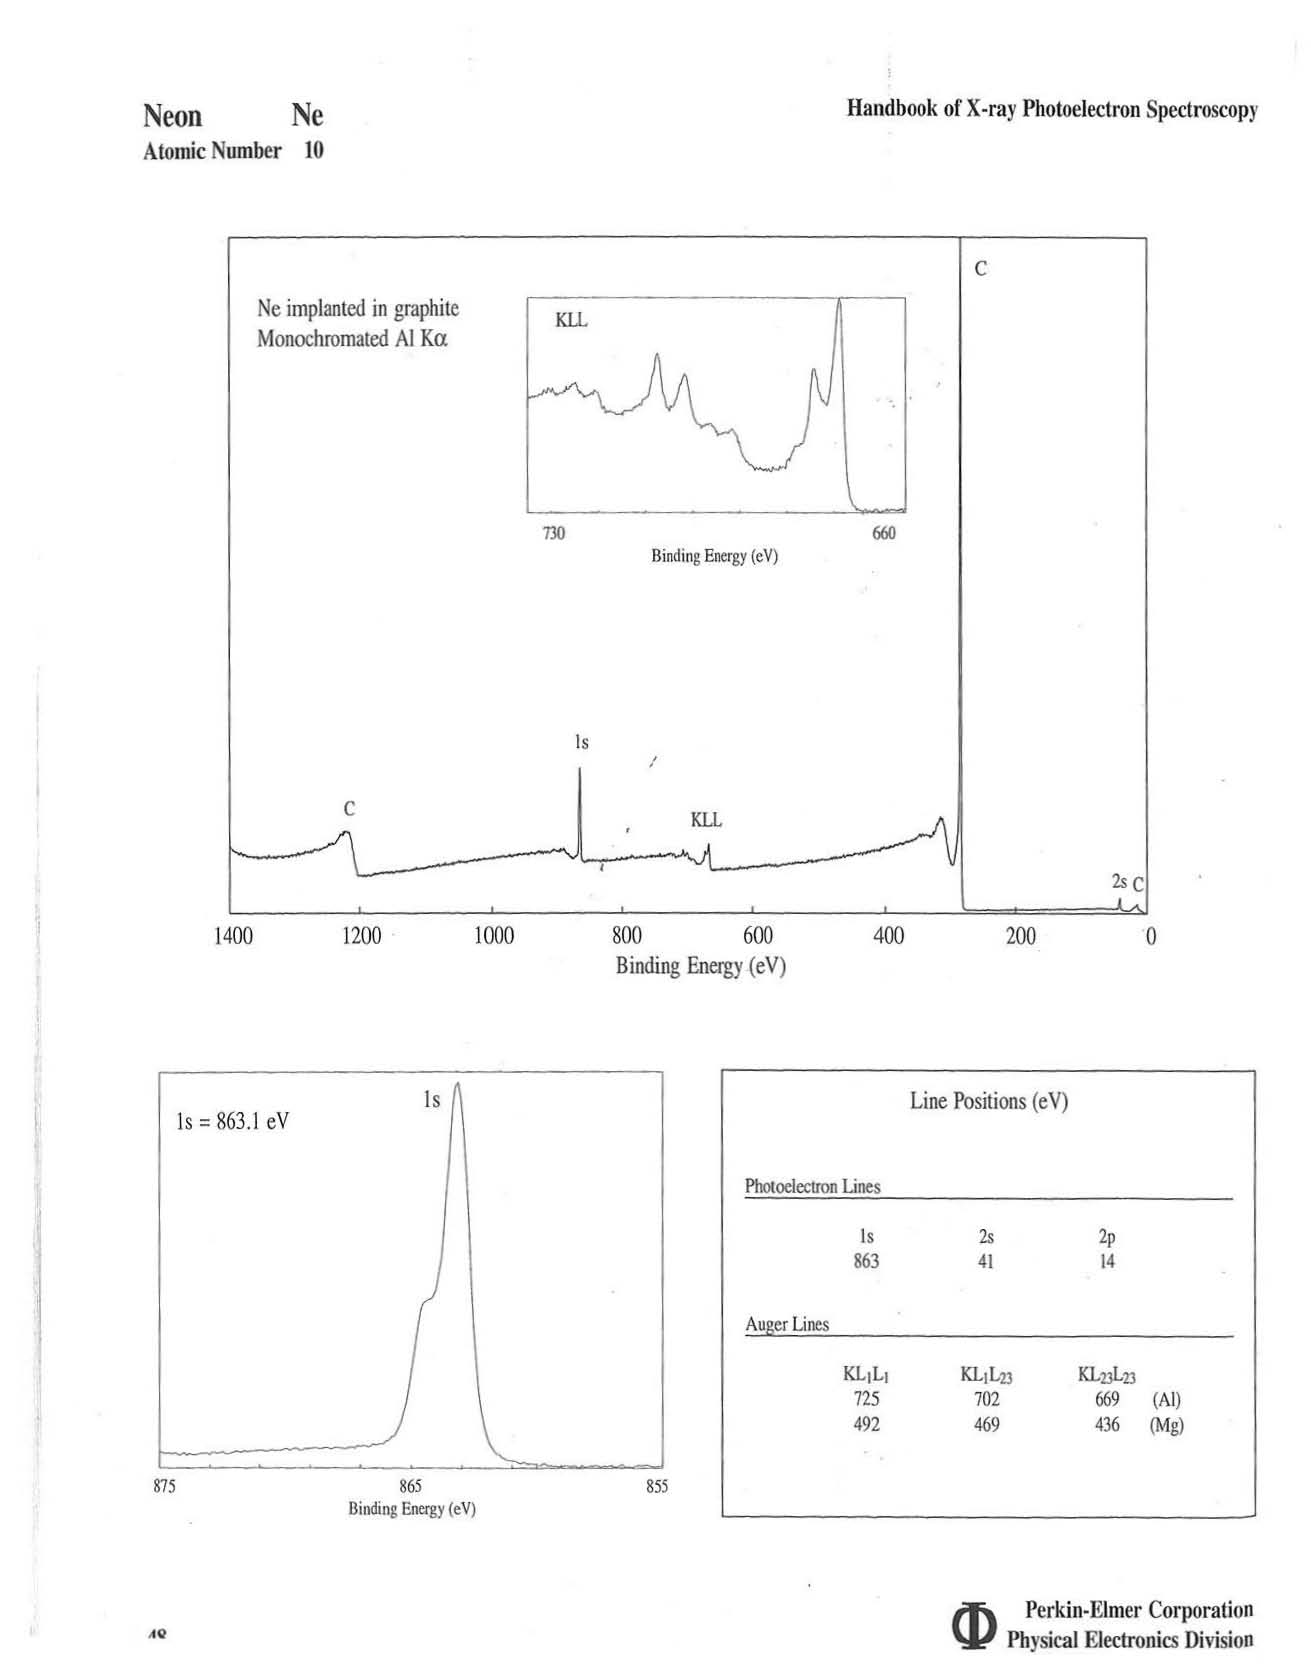 Neon Ne
Atomic Number 10
Handbook of X-ray Photoelectron Spectroscopy
Ne implanted in graphite
Monochromated Al Kα
KLL
730 660
Binding Energy (eV)
C
1s
C
KLL
2s C
1400 1200 1000 800 600 400 200 0
Binding Energy (eV)
1s
1s = 863.1 eV
875 865 855
Binding Energy (eV)
Line Positions (eV)
Photoelectron Lines
1s 2s 2p
863 41 14
Auger Lines
KL₁L₁ KL₁L₂₃ KL₂₃L₂₃
725 702 669 (Al)
492 469 436 (Mg)
Perkin-Elmer Corporation
Physical Electronics Division